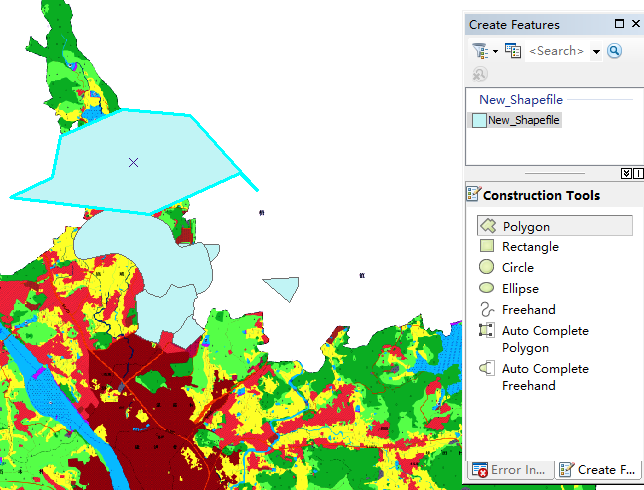 Create Features
<Search>
New_Shapefile
New_Shapefile
Construction Tools
Polygon
Rectangle
Circle
Ellipse
Freehand
Auto Complete
Polygon
Auto Complete
Freehand
Error In...
Create F...